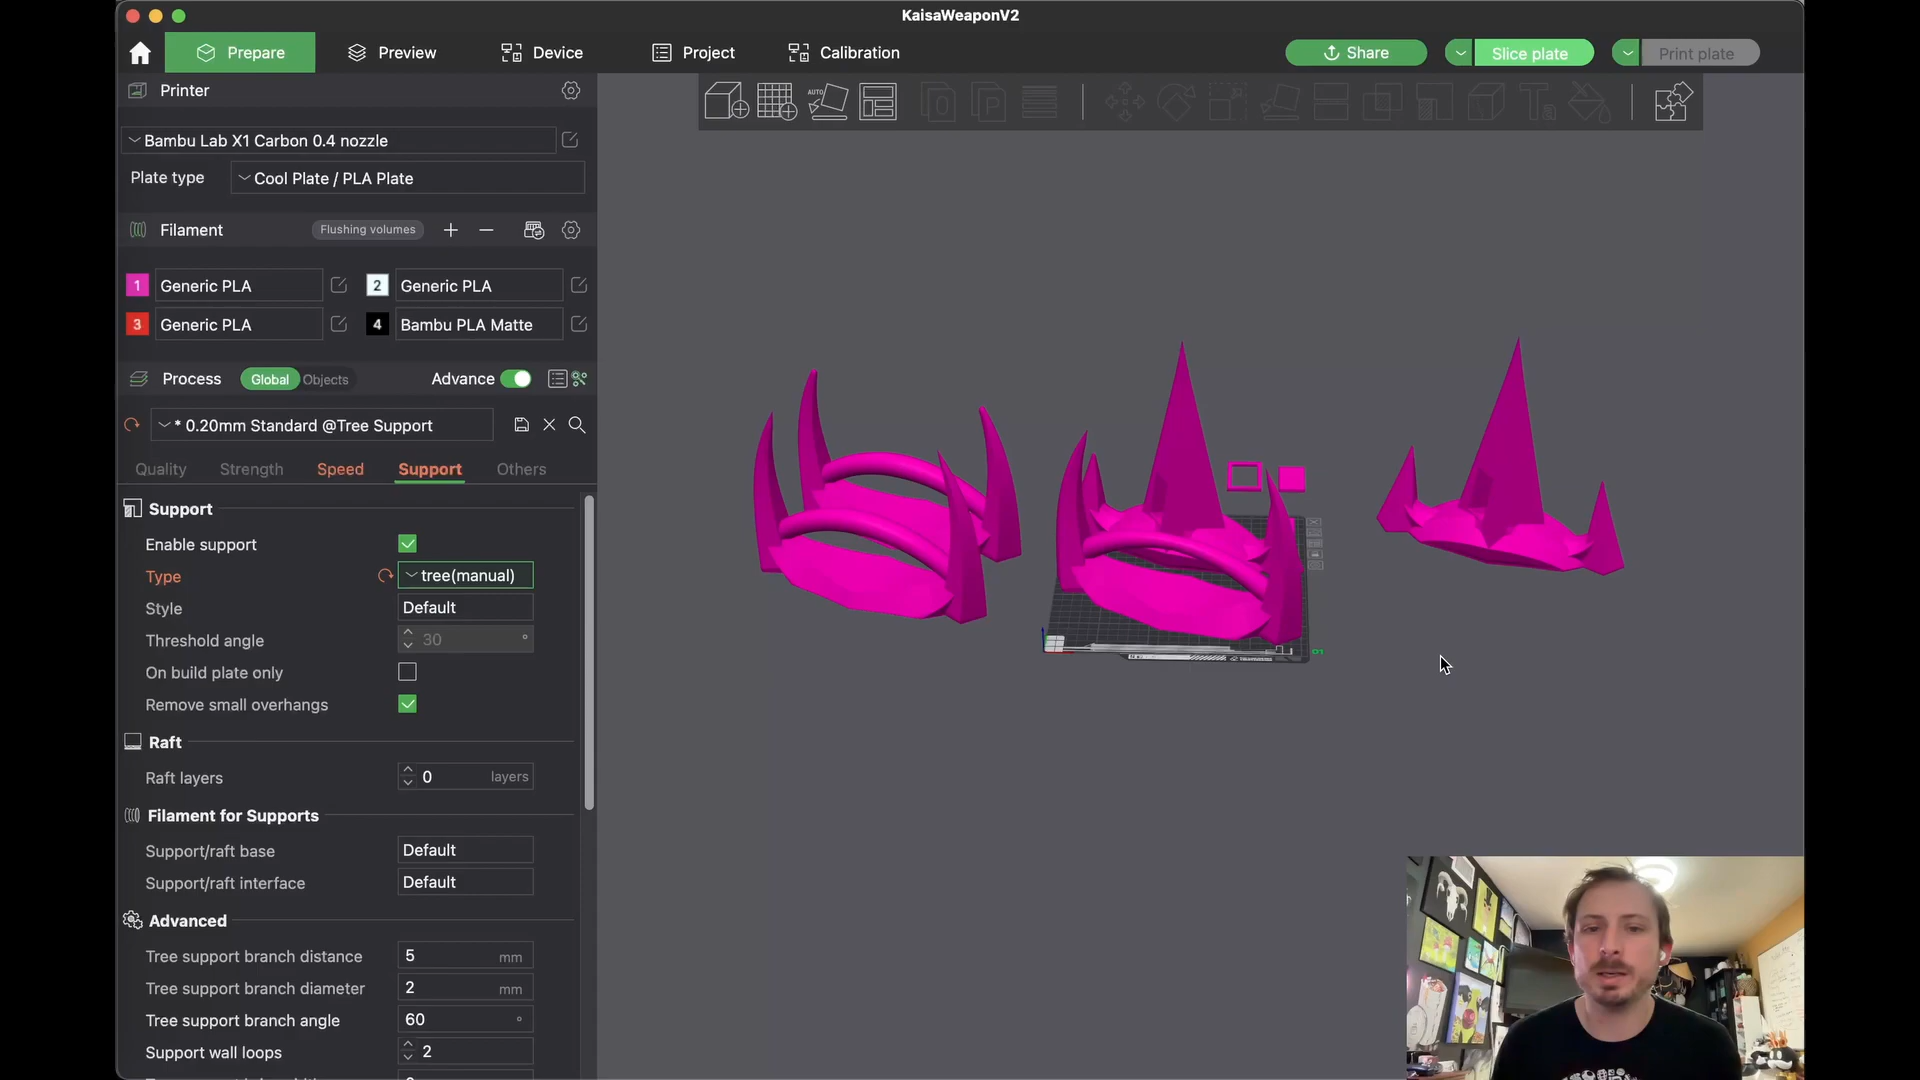 KaisaWeaponV2
Prepare
Preview
Device
Project
Calibration
Share
Slice plate
Print plate
Printer
Bambu Lab X1 Carbon 0.4 nozzle
Plate type
Cool Plate / PLA Plate
Filament
Flushing volumes
1 Generic PLA
2 Generic PLA
3 Generic PLA
4 Bambu PLA Matte
Process
Global
Objects
Advance
* 0.20mm Standard @Tree Support
Quality
Strength
Speed
Support
Others
Support
Enable support
Type
tree(manual)
Style
Default
Threshold angle
30 °
On build plate only
Remove small overhangs
Raft
Raft layers
0 layers
Filament for Supports
Support/raft base
Default
Support/raft interface
Default
Advanced
Tree support branch distance
5 mm
Tree support branch diameter
2 mm
Tree support branch angle
60 °
Support wall loops
2
AUTO
01